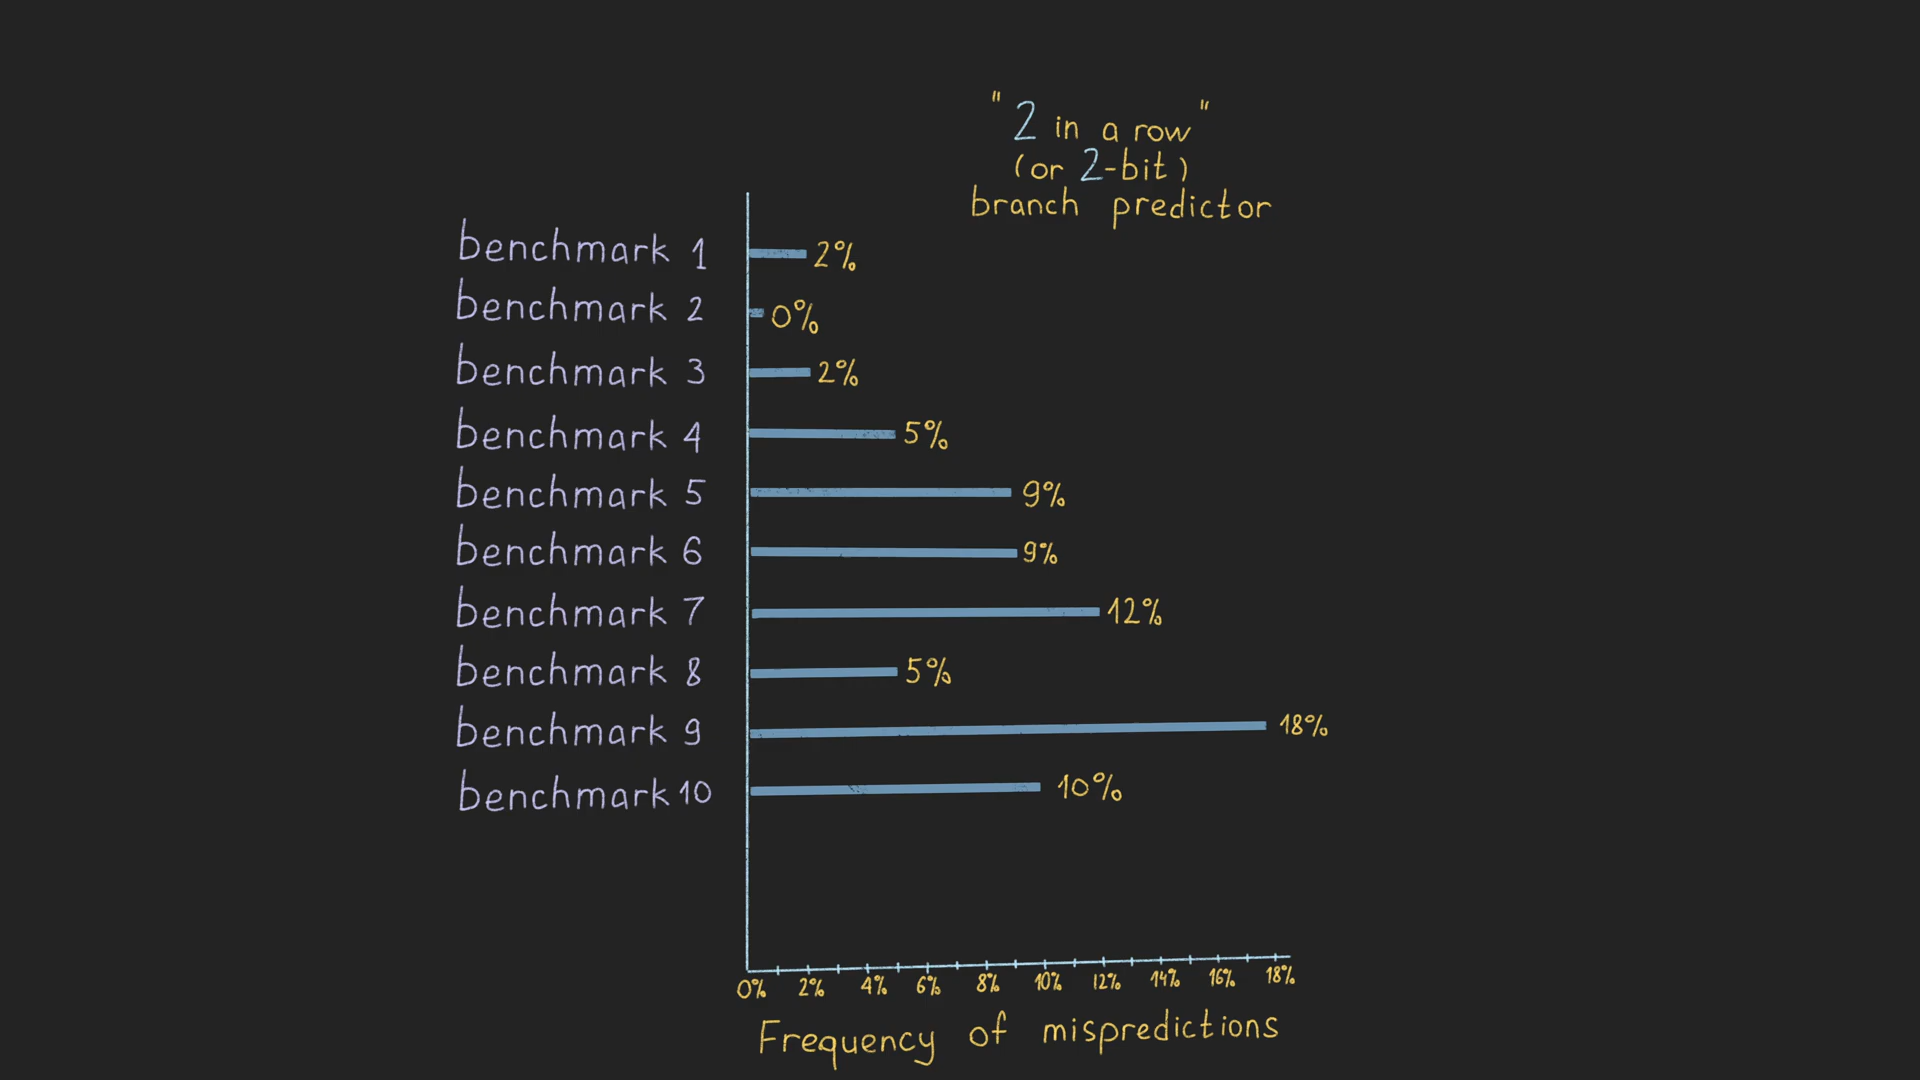 "2 in a row"
(or 2-bit)
branch predictor
benchmark 1 2%
benchmark 2 0%
benchmark 3 2%
benchmark 4 5%
benchmark 5 9%
benchmark 6 9%
benchmark 7 12%
benchmark 8 5%
benchmark 9 18%
benchmark 10 10%
0% 2% 4% 6% 8% 10% 12% 14% 16% 18%
Frequency of mispredictions